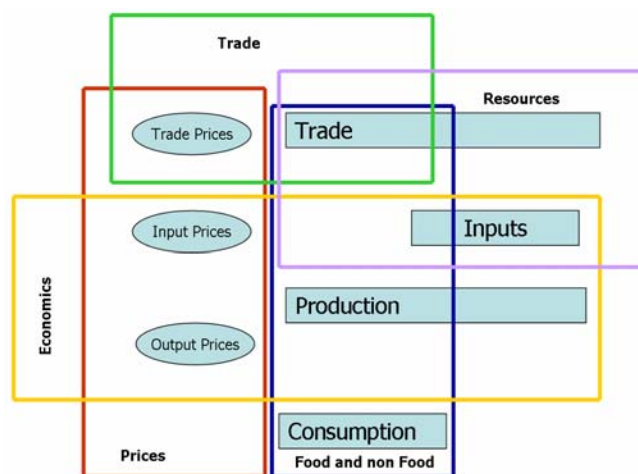 Trade
Resources
Trade Prices
Trade
Input Prices
Inputs
Economics
Production
Output Prices
Consumption
Prices
Food and non Food